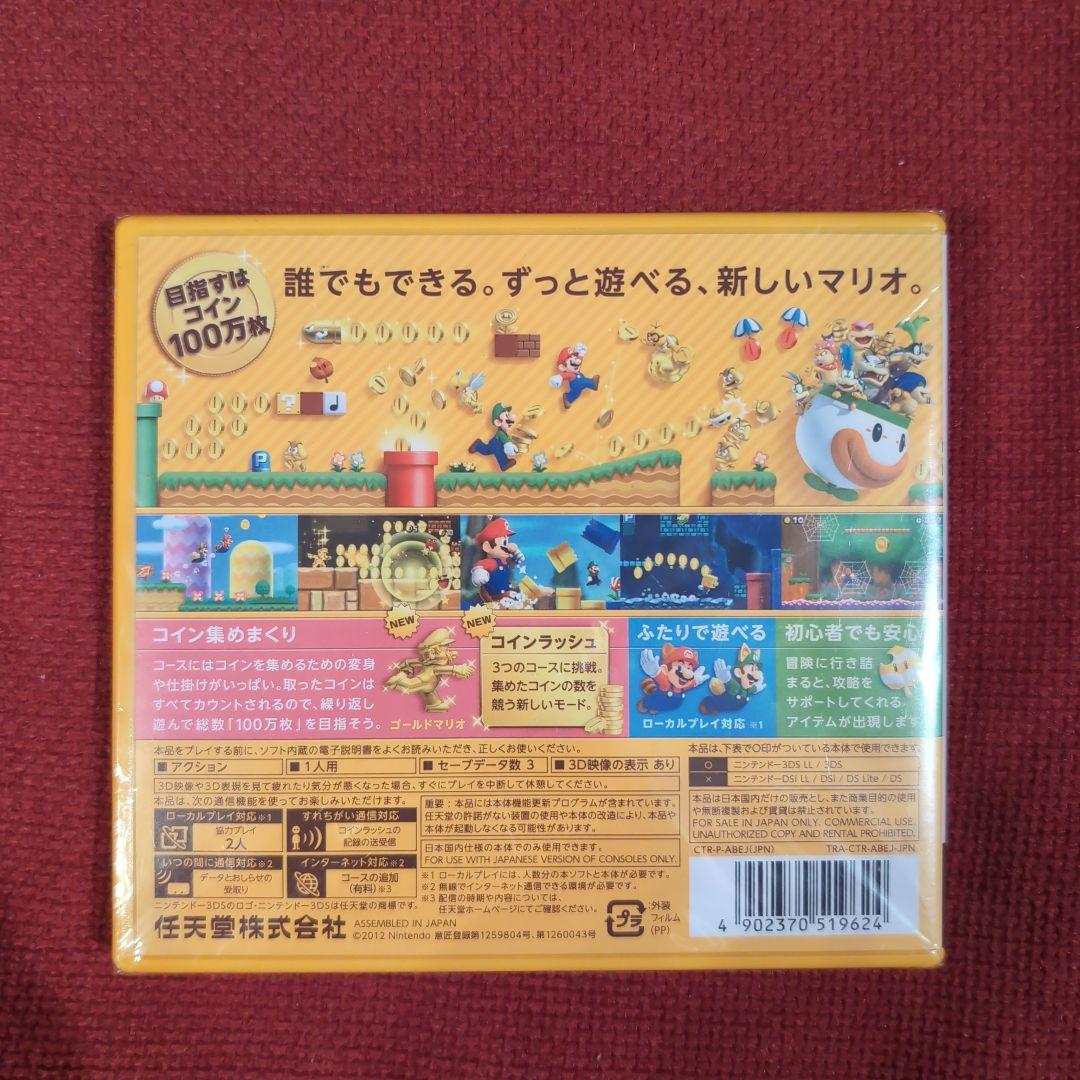 目指すは
コイン
100万枚
誰でもできる。ずっと遊べる、新しいマリオ。
NEW
NEW
コイン集めまくり
コースにはコインを集めるための変身
や仕掛けがいっぱい。取ったコインは
すべてカウントされるので、繰り返し
遊んで総数「100万枚」を目指そう。
ゴールドマリオ
コインラッシュ
3つのコースに挑戦。
集めたコインの数を
競う新しいモード。
ふたりで遊べる
ローカルプレイ対応 ※1
初心者でも安心
冒険に行き詰
まると、攻略を
サポートしてくれる
アイテムが出現します
本品をプレイする前に、ソフト内蔵の電子説明書をよくお読みいただき、正しくお使いください。
アクション
1人用
セーブデータ数 3
3D映像の表示 あり
3D映像や3D表現を見て疲れたり気分が悪くなった場合、すぐにプレイを中断して休憩してください。
本品は、次の通信機能を使ってお楽しみいただけます。
ローカルプレイ対応※1
協力プレイ
2人
すれちがい通信対応
コインラッシュの
記録の送受信
いつの間に通信対応※2
データとおしらせの
受取り
インターネット対応※2
コースの追加
(有料)※3
ニンテンドー3DSのロゴ・ニンテンドー3DSは任天堂の商標です。
任天堂株式会社
ASSEMBLED IN JAPAN
©2012 Nintendo 意匠登録第1259804号、第1260043号
重要：本品には本体機能更新プログラムが含まれています。
任天堂の許諾がない装置の使用や本体の改造により、本品や
本体が起動しなくなる可能性があります。
日本国内仕様の本体でのみ使用できます。
FOR USE WITH JAPANESE VERSION OF CONSOLES ONLY.
※1 ローカルプレイには、人数分の本ソフトと本体が必要です。
※2 無線でインターネット通信できる環境が必要です。
※3 配信の時期や内容については、
任天堂ホームページにてご確認ください。
プラ
外装
フィルム
(PP)
本品は、下表で○印がついている本体で使用できます。
○ ニンテンドー3DS LL / 3DS
× ニンテンドーDSi LL / DSi / DS Lite / DS
本品は日本国内だけの販売とし、また商業目的の使用
や無断複製および賃貸は禁止されています。
FOR SALE IN JAPAN ONLY. COMMERCIAL USE,
UNAUTHORIZED COPY AND RENTAL PROHIBITED.
CTR-P-ABEJ(JPN)
TRA-CTR-ABEJ-JPN
4 902370 519624